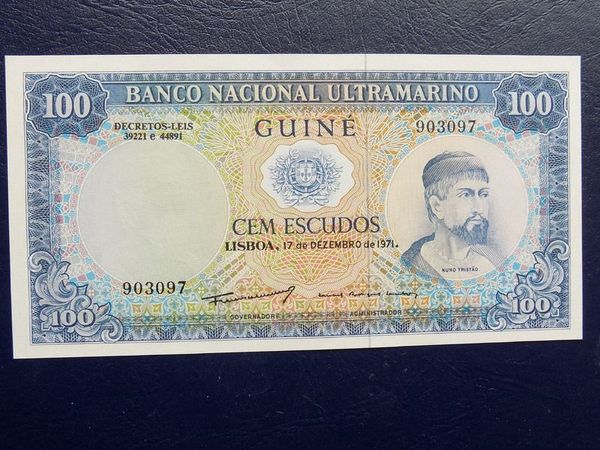 100 BANCO NACIONAL ULTRAMARINO 100
DECRETOS-LEIS
39221 e 44891
GUINÉ
903097
CEM ESCUDOS
LISBOA, 17 de DEZEMBRO de 1971.
NUNO TRISTÃO
903097
GOVERNADORES ADMINISTRADOR
100 100